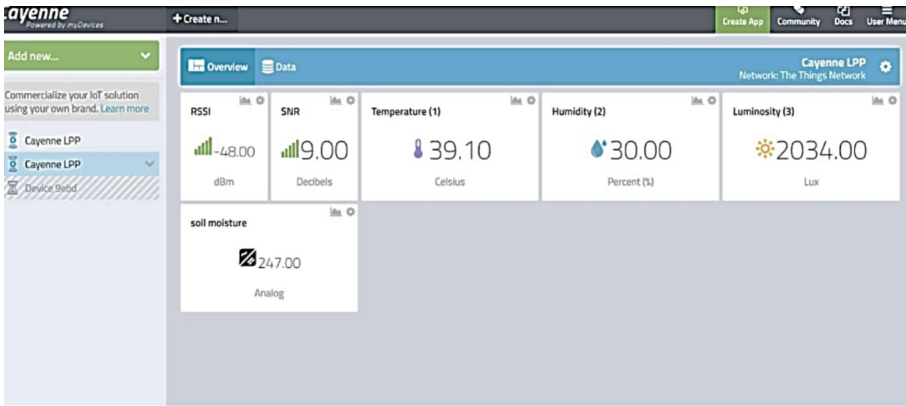 Cayenne
Powered by myDevices
+ Create n...
Create App
Community
Docs
User Menu
Add new...
Commercialize your IoT solution
using your own brand. Learn more
Cayenne LPP
Cayenne LPP
Device 9ebd
Overview
Data
Cayenne LPP
Network: The Things Network
RSSI
-48.00
dBm
SNR
9.00
Decibels
Temperature (1)
39.10
Celsius
Humidity (2)
30.00
Percent (%)
Luminosity (3)
2034.00
Lux
soil moisture
247.00
Analog